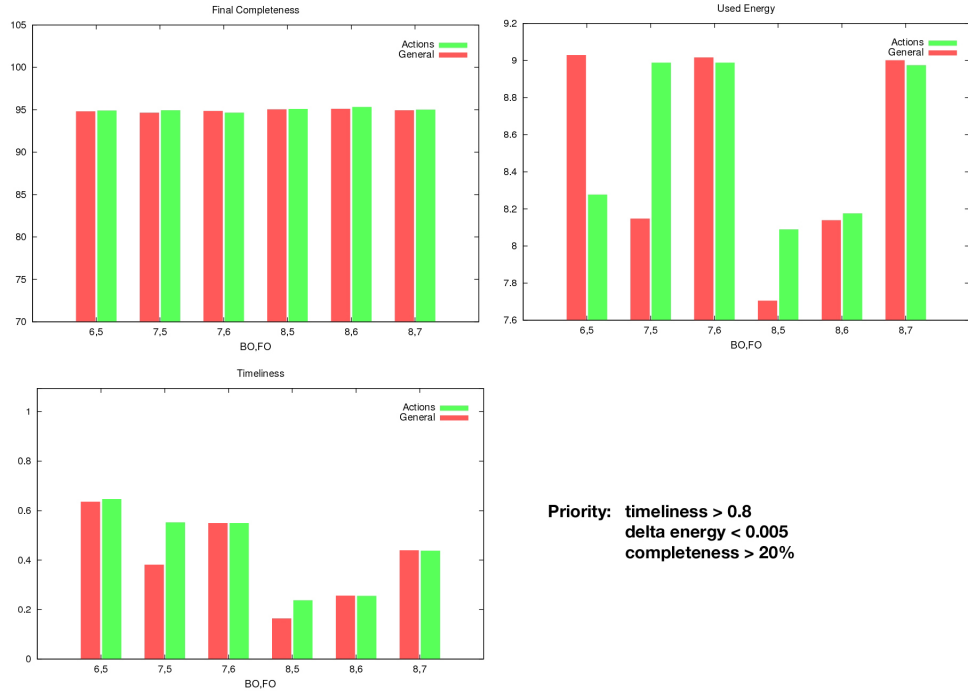 Final Completeness
105
100
95
90
85
80
75
70
Actions
General
6,5 7,5 7,6 8,5 8,6 8,7
BO,FO
Used Energy
9.2
9
8.8
8.6
8.4
8.2
8
7.8
7.6
Actions
General
6,5 7,5 7,6 8,5 8,6 8,7
BO,FO
Timeliness
1
0.8
0.6
0.4
0.2
0
Actions
General
6,5 7,5 7,6 8,5 8,6 8,7
BO,FO
Priority: timeliness > 0.8
delta energy < 0.005
completeness > 20%